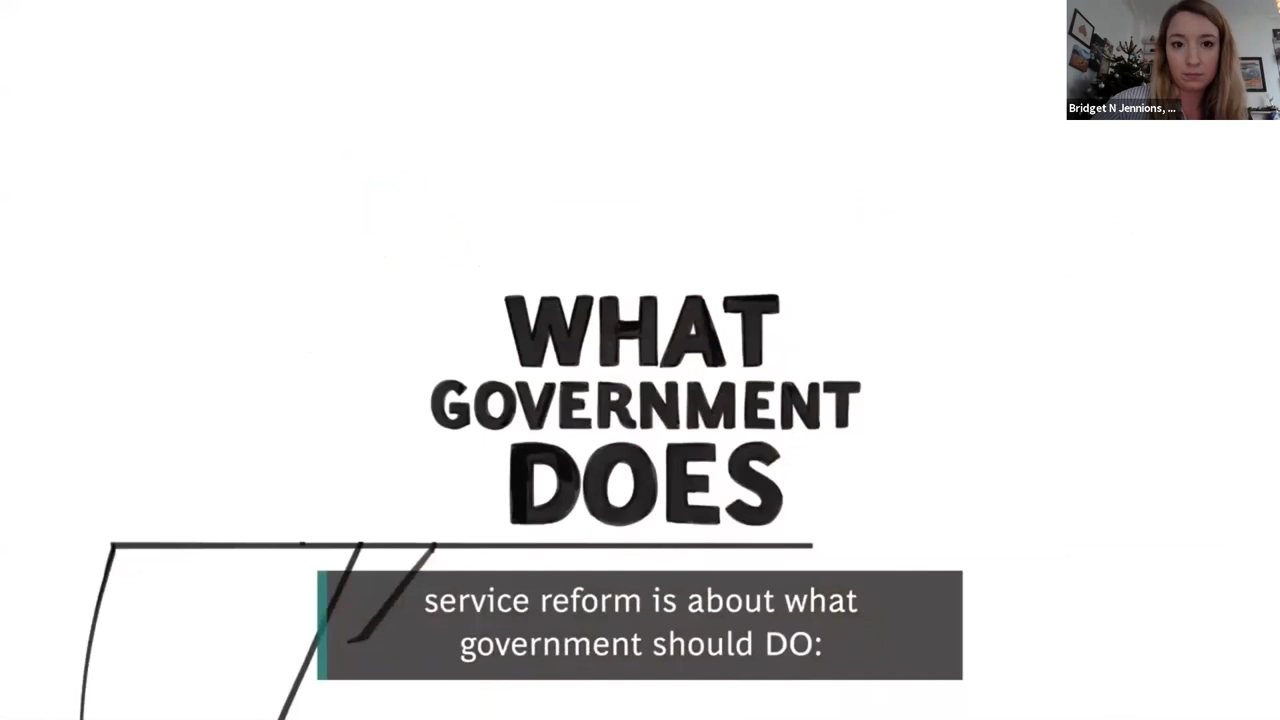 Bridget N Jennions, ...
WHAT
GOVERNMENT
DOES
service reform is about what
government should DO: